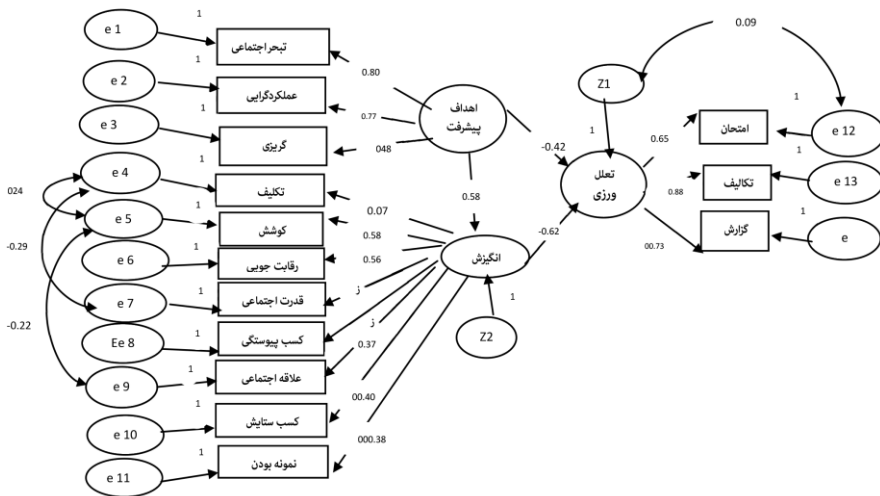 e 1
1
تبحر اجتماعی
0.80
e 2
1
عملکردگرایی
0.77
e 3
1
گریزی
048
اهداف
پیشرفت
e 4
1
تکلیف
0.07
024
e 5
کوشش
0.58
-0.29
e 6
1
رقابت جویی
0.56
e 7
1
قدرت اجتماعی
ز
-0.22
Ee 8
1
کسب پیوستگی
ز
e 9
1
علاقه اجتماعی
0.37
e 10
1
کسب ستایش
00.40
e 11
1
نمونه بودن
000.38
0.58
انگیزش
1
Z2
-0.42
-0.62
Z1
1
0.09
تعلل
ورزی
0.65
امتحان
1
e 12
0.88
تکالیف
1
e 13
00.73
گزارش
1
e